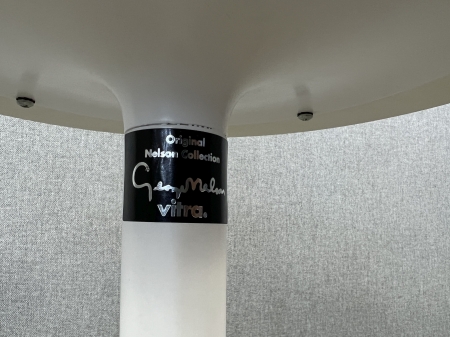 Original
Nelson Collection
George Nelson
vitra.